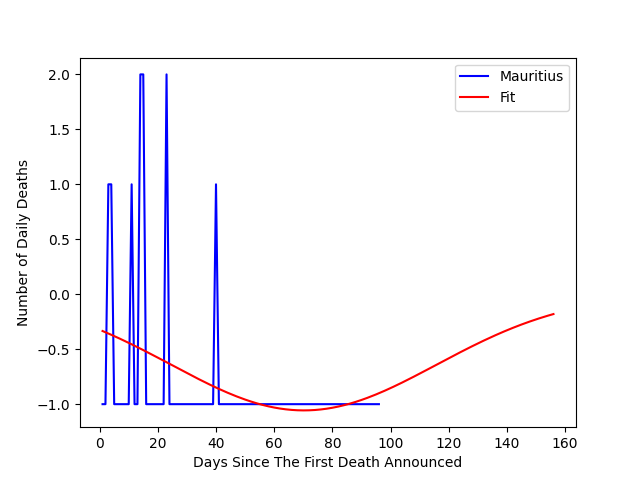 Mauritius
Fit
Number of Daily Deaths
2.0
1.5
1.0
0.5
0.0
−0.5
−1.0
0 20 40 60 80 100 120 140 160
Days Since The First Death Announced